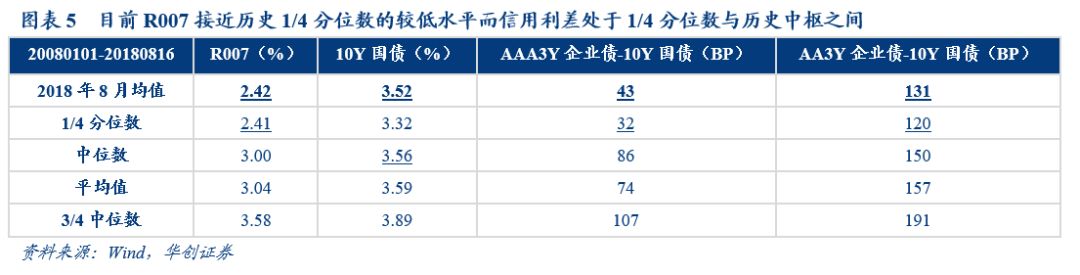 图表 5 目前 R007 接近历史 1/4 分位数的较低水平而信用利差处于 1/4 分位数与历史中枢之间
20080101-20180816 R007（%） 10Y 国债（%） AAA3Y 企业债-10Y 国债（BP） AA3Y 企业债-10Y 国债（BP）
2018 年 8 月均值 2.42 3.52 43 131
1/4 分位数 2.41 3.32 32 120
中位数 3.00 3.56 86 150
平均值 3.04 3.59 74 157
3/4 中位数 3.58 3.89 107 191
资料来源：Wind，华创证券